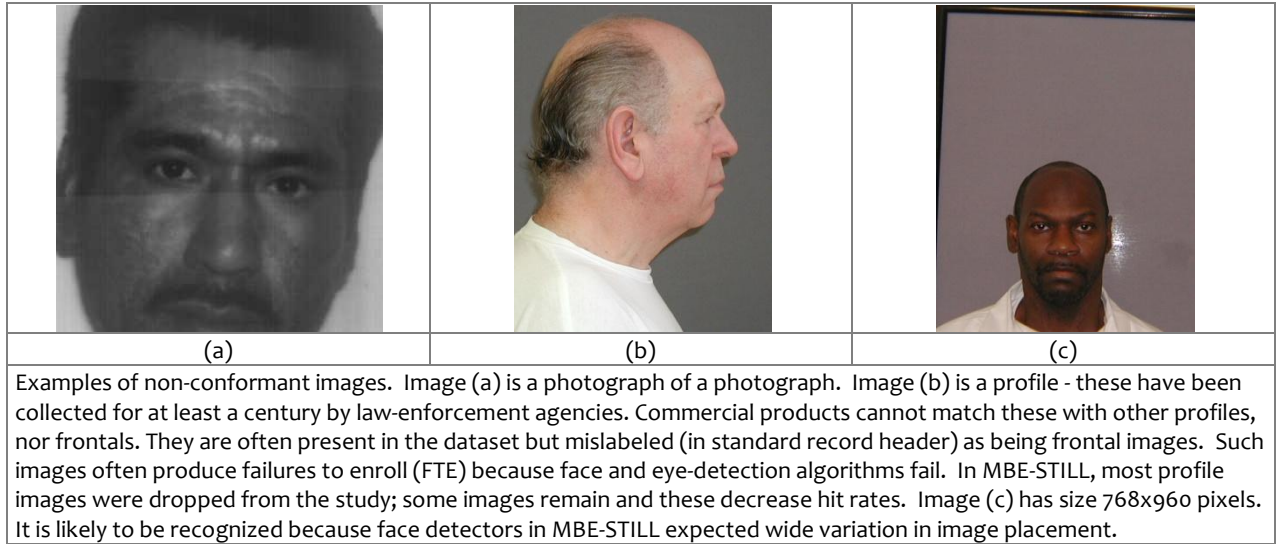 (a)
(b)
(c)
Examples of non-conformant images. Image (a) is a photograph of a photograph. Image (b) is a profile - these have been
collected for at least a century by law-enforcement agencies. Commercial products cannot match these with other profiles,
nor frontals. They are often present in the dataset but mislabeled (in standard record header) as being frontal images. Such
images often produce failures to enroll (FTE) because face and eye-detection algorithms fail. In MBE-STILL, most profile
images were dropped from the study; some images remain and these decrease hit rates. Image (c) has size 768x960 pixels.
It is likely to be recognized because face detectors in MBE-STILL expected wide variation in image placement.